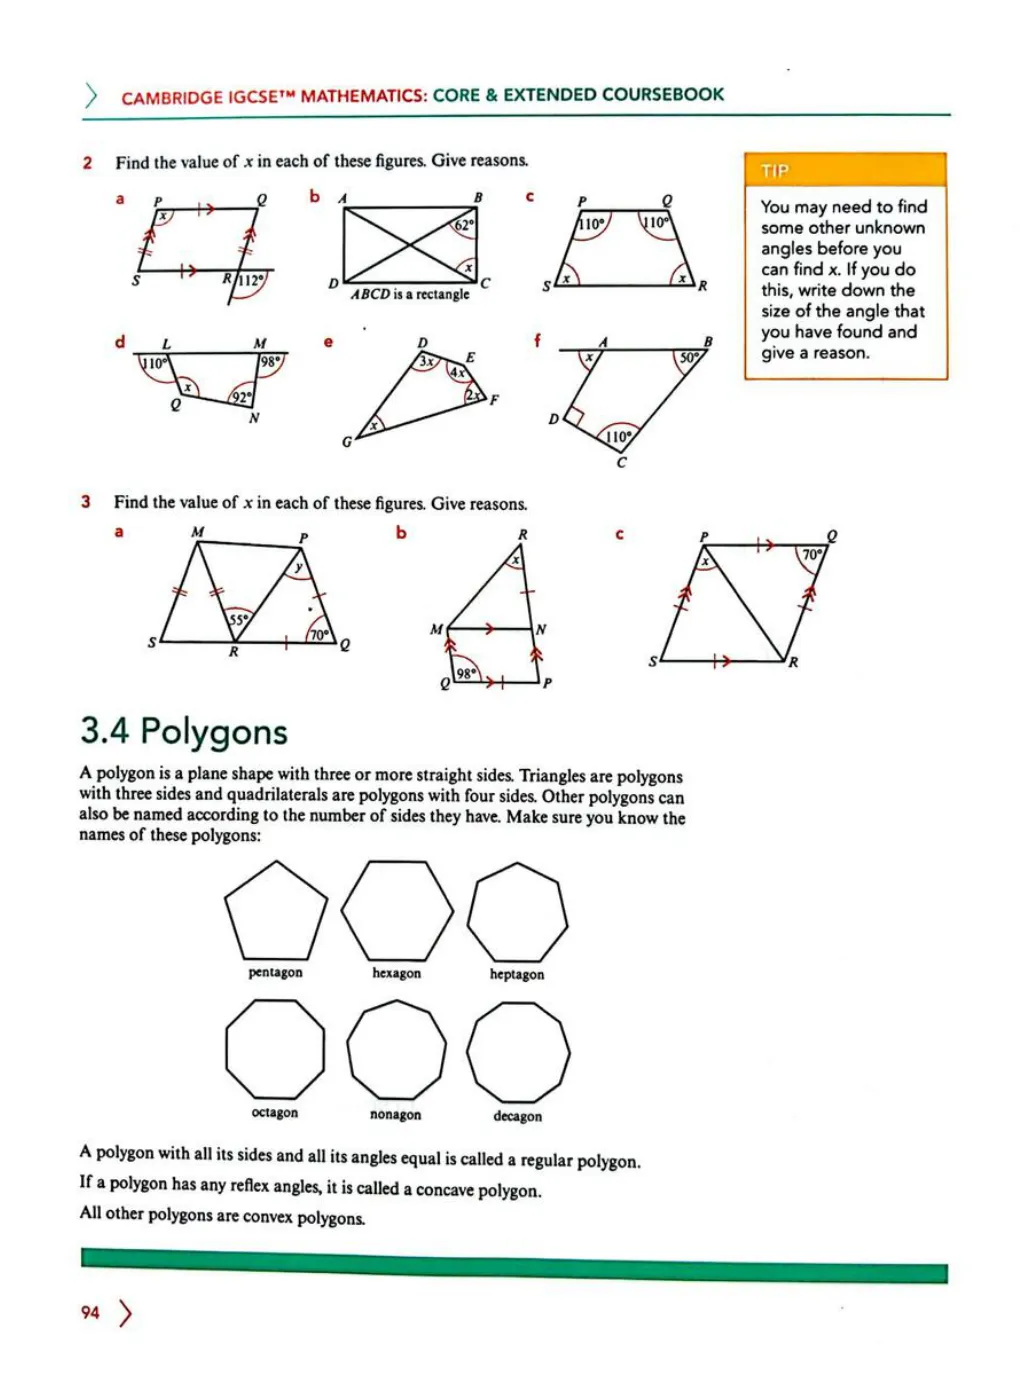 CAMBRIDGE IGCSE™ MATHEMATICS: CORE & EXTENDED COURSEBOOK
2 Find the value of x in each of these figures. Give reasons.
a
P
Q
x
S
R
112°
b
A
B
62°
x
D
C
ABCD is a rectangle
c
P
Q
110°
110°
x
x
S
R
d
L
M
110°
98°
x
92°
Q
N
e
D
E
3x
4x
2x
F
x
G
f
A
B
x
50°
D
110°
C
TIP
You may need to find
some other unknown
angles before you
can find x. If you do
this, write down the
size of the angle that
you have found and
give a reason.
3 Find the value of x in each of these figures. Give reasons.
a
M
P
y
55°
70°
S
R
Q
b
R
x
M
N
98°
Q
P
c
P
Q
x
70°
S
R
3.4 Polygons
A polygon is a plane shape with three or more straight sides. Triangles are polygons
with three sides and quadrilaterals are polygons with four sides. Other polygons can
also be named according to the number of sides they have. Make sure you know the
names of these polygons:
pentagon
hexagon
heptagon
octagon
nonagon
decagon
A polygon with all its sides and all its angles equal is called a regular polygon.
If a polygon has any reflex angles, it is called a concave polygon.
All other polygons are convex polygons.
94